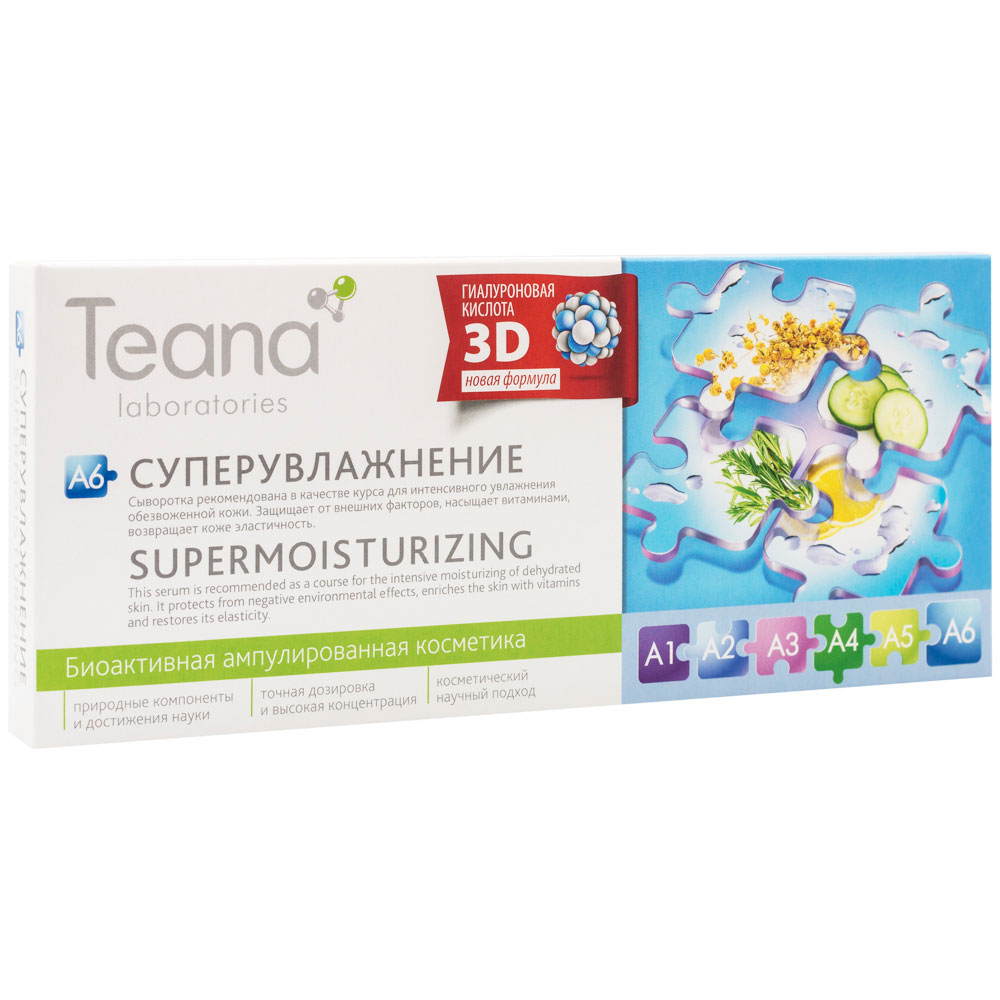 Teana
laboratories
ГИАЛУРОНОВАЯ
КИСЛОТА
3D
новая формула
A6
СУПЕРУВЛАЖНЕНИЕ
Сыворотка рекомендована в качестве курса для интенсивного увлажнения
обезвоженной кожи. Защищает от внешних факторов, насыщает витаминами,
возвращает коже эластичность.
SUPERMOISTURIZING
This serum is recommended as a course for the intensive moisturizing of dehydrated
skin. It protects from negative environmental effects, enriches the skin with vitamins
and restores its elasticity.
Биоактивная ампулированная косметика
природные компоненты
и достижения науки
точная дозировка
и высокая концентрация
косметический
научный подход
A1 A2 A3 A4 A5 A6
A6
СУПЕРУВЛАЖНЕНИЕ
SUPERMOISTURIZING